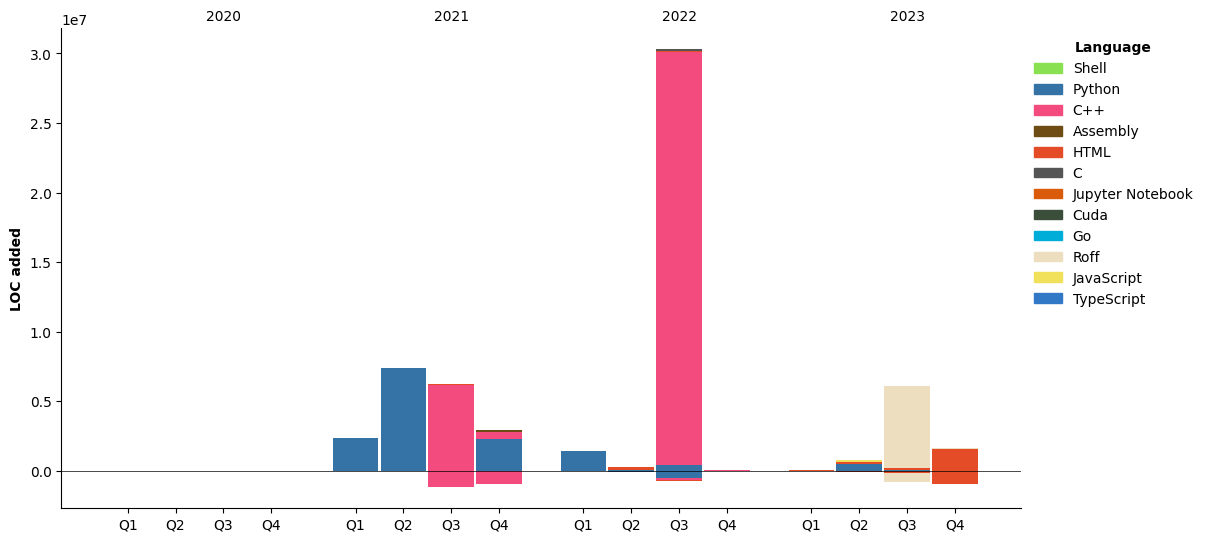 1e7
2020 2021 2022 2023
3.0
2.5
2.0
1.5
1.0
0.5
0.0
LOC added
Q1 Q2 Q3 Q4 Q1 Q2 Q3 Q4 Q1 Q2 Q3 Q4 Q1 Q2 Q3 Q4
Language
Shell
Python
C++
Assembly
HTML
C
Jupyter Notebook
Cuda
Go
Roff
JavaScript
TypeScript